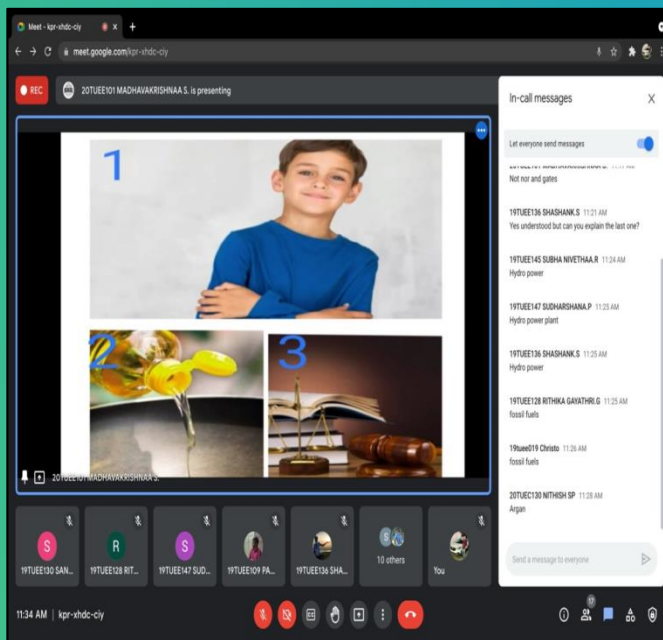 Meet - kpr-xhdc-ciy
meet.google.com/kpr-xhdc-ciy
REC
20TUEE101 MADHAVAKRISHNAA S. is presenting
1
2
3
20TUEE101 MADHAVAKRISHNAA S.
19TUEE130 SAN...
19TUEE128 RIT...
19TUEE147 SUD...
19TUEE109 PA...
19TUEE136 SHA...
S
R
S
S
10 others
You
11:34 AM | kpr-xhdc-ciy
17
In-call messages
Let everyone send messages
Not nor and gates
19TUEE136 SHASHANK.S 11:21 AM
Yes understood but can you explain the last one?
19TUEE145 SUBHA NIVETHAA.R 11:24 AM
Hydro power
19TUEE147 SUDHARSHANA.P 11:25 AM
Hydro power plant
19TUEE136 SHASHANK.S 11:25 AM
Hydro power
19TUEE128 RITHIKA GAYATHRI.G 11:25 AM
fossil fuels
19tuee019 Christo 11:26 AM
fossil fuels
20TUEC130 NITHISH SP 11:28 AM
Argan
Send a message to everyone